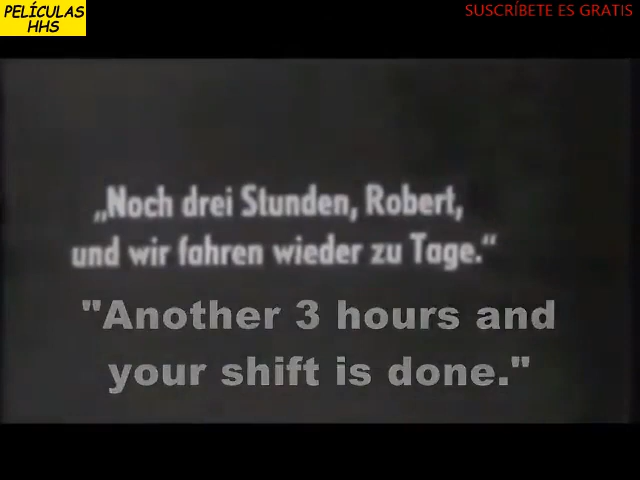 PELÍCULAS
HHS
SUSCRÍBETE ES GRATIS
„Noch drei Stunden, Robert,
und wir fahren wieder zu Tage.“
"Another 3 hours and
your shift is done."